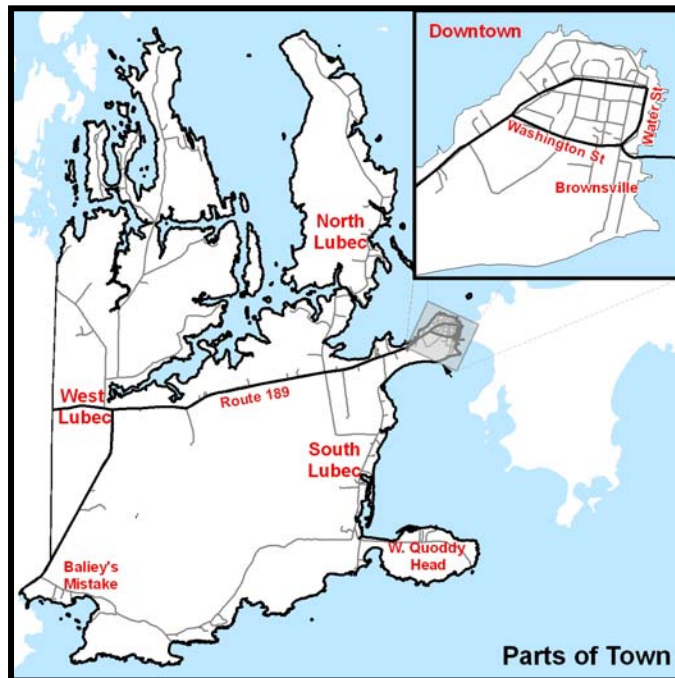 Downtown
Water St
Washington St
Brownsville
North
Lubec
West
Lubec
Route 189
South
Lubec
W. Quoddy
Head
Baliey's
Mistake
Parts of Town